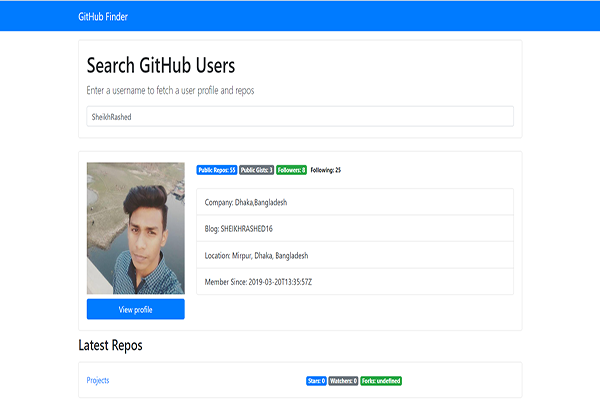 GitHub Finder
Search GitHub Users
Enter a username to fetch a user profile and repos
SheikhRashed
Public Repos: 55 Public Gists: 3 Followers: 8 Following: 25
Company: Dhaka,Bangladesh
Blog: SHEIKHRASHED16
Location: Mirpur, Dhaka, Bangladesh
Member Since: 2019-03-20T13:35:57Z
View profile
Latest Repos
Projects Stars: 0 Watchers: 0 Forks: undefined